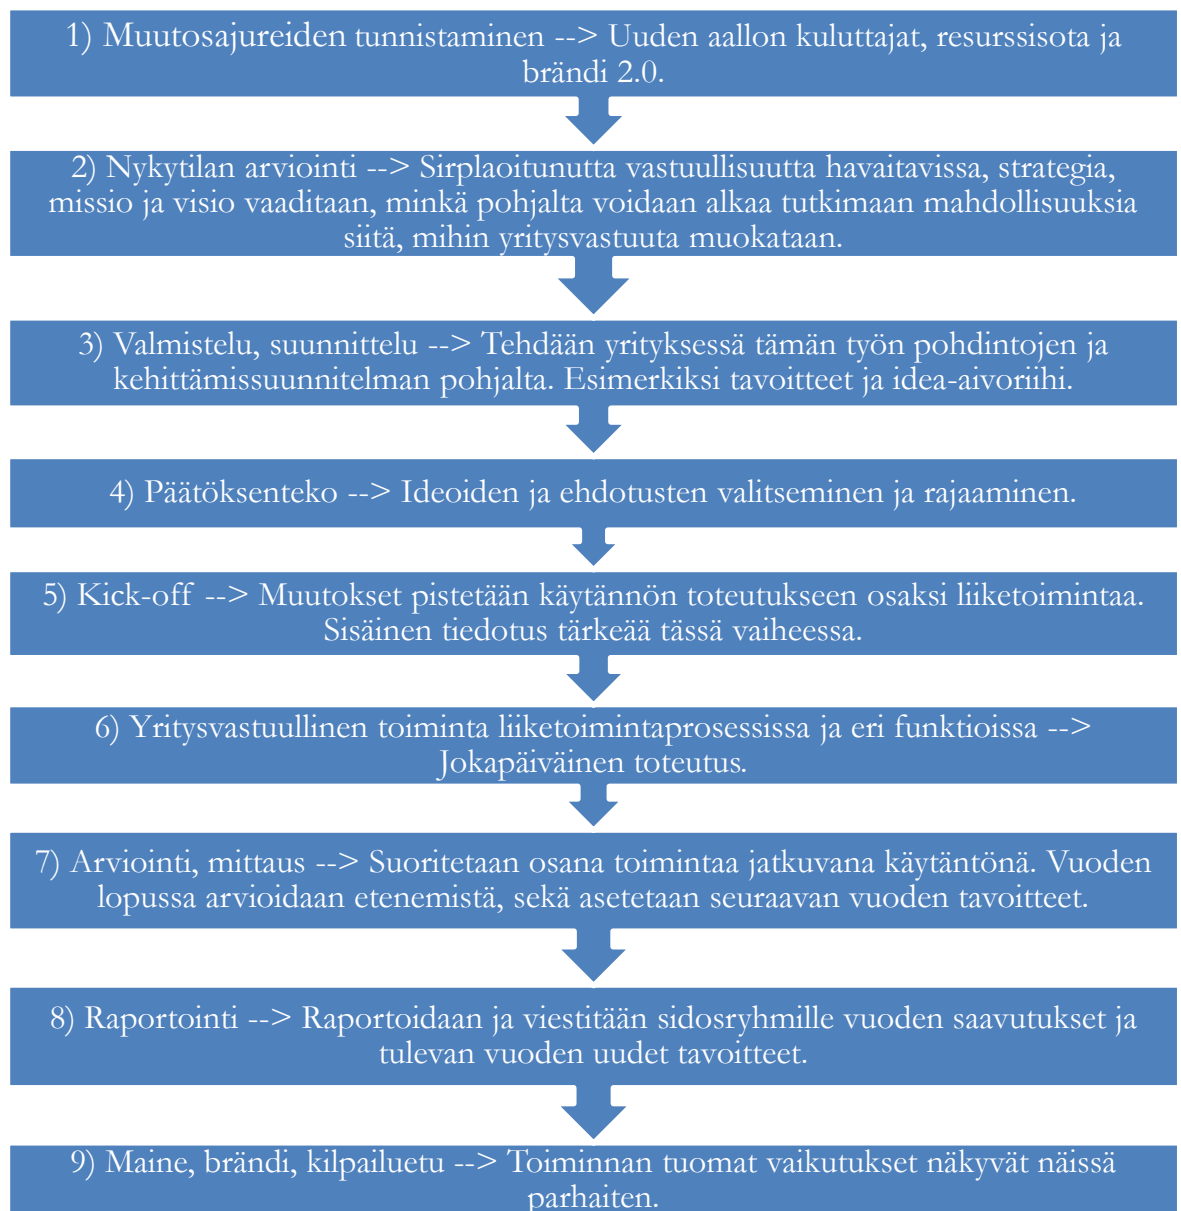 1) Muutosajureiden tunnistaminen --> Uuden aallon kuluttajat, resurssisota ja
brändi 2.0.
2) Nykytilan arviointi --> Sirplaoitunutta vastuullisuutta havaitavissa, strategia,
missio ja visio vaaditaan, minkä pohjalta voidaan alkaa tutkimaan mahdollisuuksia
siitä, mihin yritysvastuuta muokataan.
3) Valmistelu, suunnittelu --> Tehdään yrityksessä tämän työn pohdintojen ja
kehittämissuunnitelman pohjalta. Esimerkiksi tavoitteet ja idea-aivoriihi.
4) Päätöksenteko --> Ideoiden ja ehdotusten valitseminen ja rajaaminen.
5) Kick-off --> Muutokset pistetään käytännön toteutukseen osaksi liiketoimintaa.
Sisäinen tiedotus tärkeää tässä vaiheessa.
6) Yritysvastuullinen toiminta liiketoimintaprosessissa ja eri funktioissa -->
Jokapäiväinen toteutus.
7) Arviointi, mittaus --> Suoritetaan osana toimintaa jatkuvana käytäntönä. Vuoden
lopussa arvioidaan etenemistä, sekä asetetaan seuraavan vuoden tavoitteet.
8) Raportointi --> Raportoidaan ja viestitään sidosryhmille vuoden saavutukset ja
tulevan vuoden uudet tavoitteet.
9) Maine, brändi, kilpailuetu --> Toiminnan tuomat vaikutukset näkyvät näissä
parhaiten.